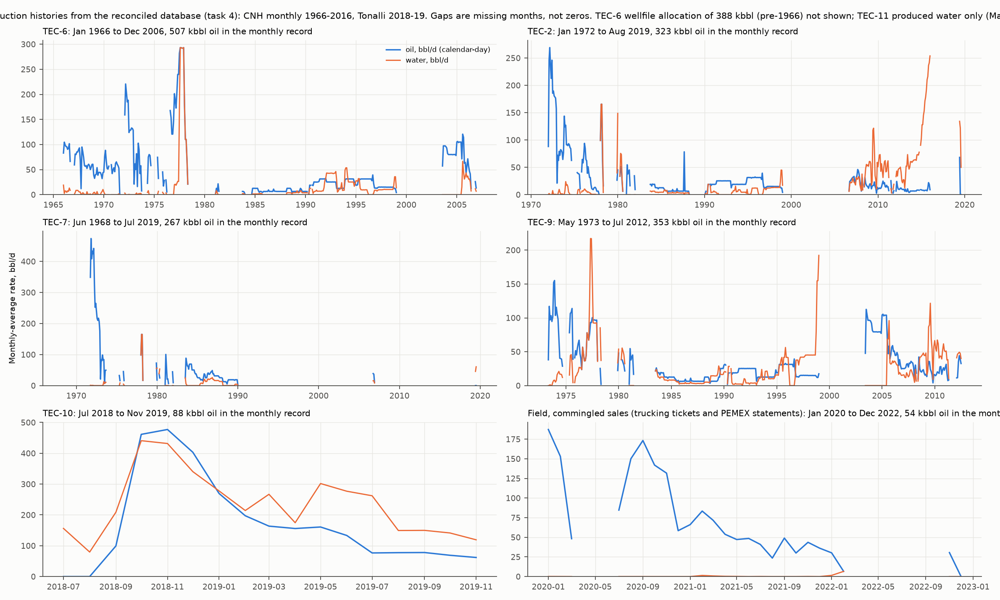 uction histories from the reconciled database (task 4): CNH monthly 1966-2016, Tonalli 2018-19. Gaps are missing months, not zeros. TEC-6 wellfile allocation of 388 kbbl (pre-1966) not shown; TEC-11 produced water only (Ma
TEC-6: Jan 1966 to Dec 2006, 507 kbbl oil in the monthly record
300
250
200
150
100
50
0
oil, bbl/d (calendar-day)
water, bbl/d
1965 1970 1975 1980 1985 1990 1995 2000 2005
TEC-2: Jan 1972 to Aug 2019, 323 kbbl oil in the monthly record
250
200
150
100
50
0
1970 1980 1990 2000 2010 2020
Monthly-average rate, bbl/d
TEC-7: Jun 1968 to Jul 2019, 267 kbbl oil in the monthly record
400
300
200
100
0
1970 1980 1990 2000 2010 2020
TEC-9: May 1973 to Jul 2012, 353 kbbl oil in the monthly record
200
150
100
50
0
1975 1980 1985 1990 1995 2000 2005 2010
TEC-10: Jul 2018 to Nov 2019, 88 kbbl oil in the monthly record
500
400
300
200
100
0
2018-07 2018-09 2018-11 2019-01 2019-03 2019-05 2019-07 2019-09 2019-11
Field, commingled sales (trucking tickets and PEMEX statements): Jan 2020 to Dec 2022, 54 kbbl oil in the mont
175
150
125
100
75
50
25
0
2020-01 2020-05 2020-09 2021-01 2021-05 2021-09 2022-01 2022-05 2022-09 2023-01